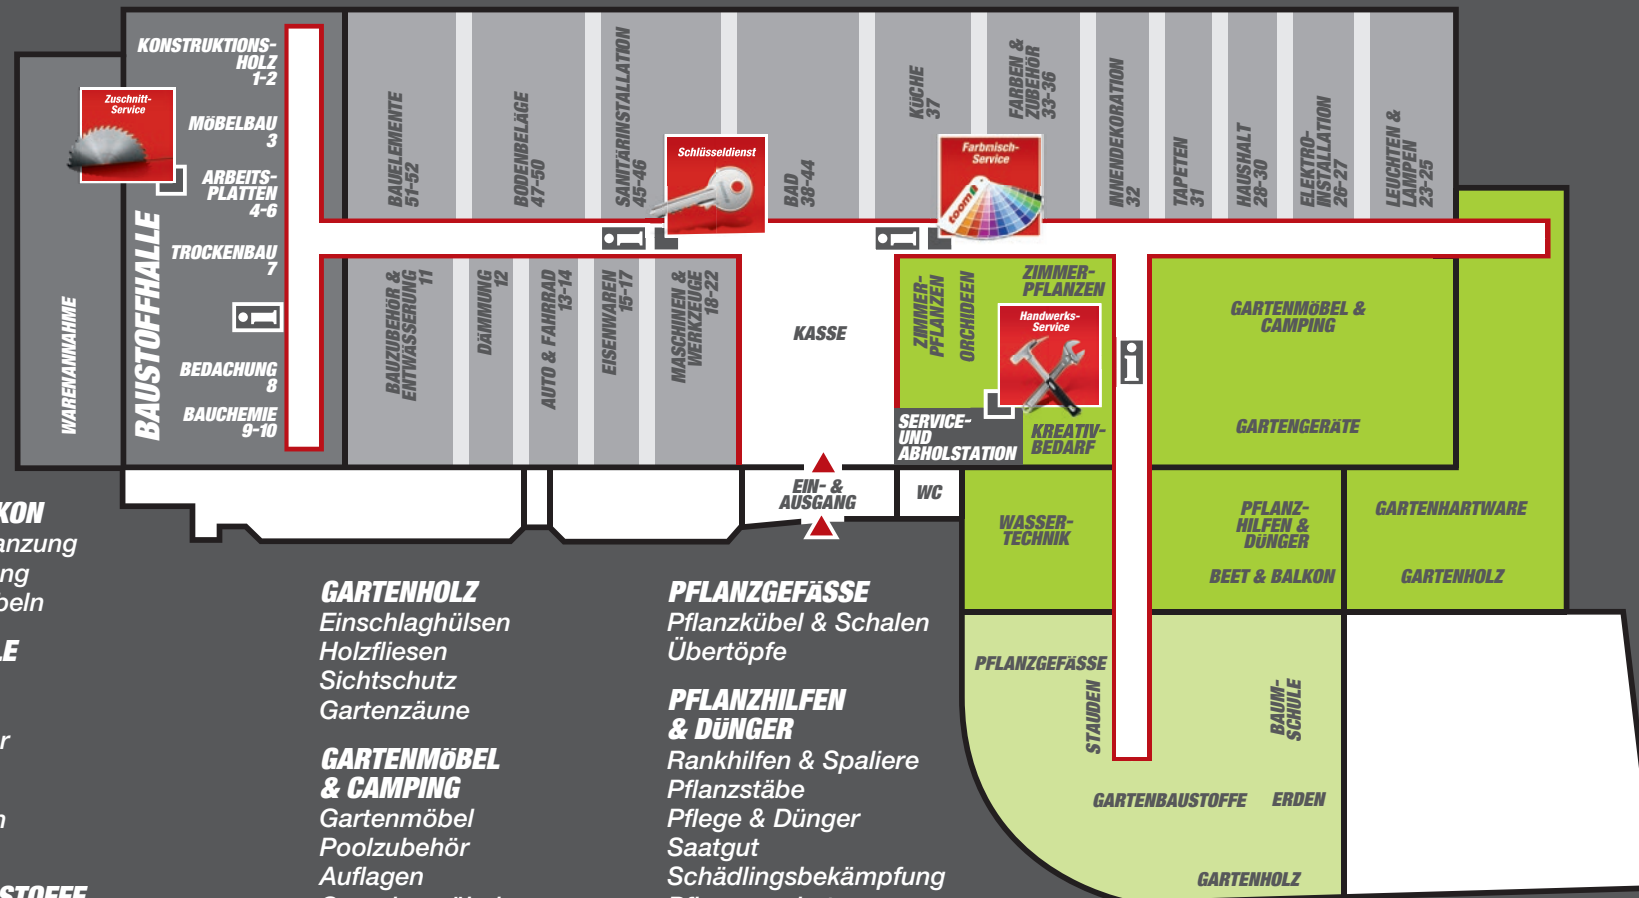 KONSTRUKTIONS-
HOLZ
1-2
Zuschnitt-
Service
MÖBELBAU
3
ARBEITS-
PLATTEN
4-6
TROCKENBAU
7
BEDACHUNG
8
BAUCHEMIE
9-10
WARENANNAHME
BAUSTOFFHALLE
BAUELEMENTE
51-52
BODENBELÄGE
47-50
SANITÄRINSTALLATION
45-46
Schlüsseldienst
BAD
38-44
KÜCHE
37
Farbmisch-
Service
toom
FARBEN &
ZUBEHÖR
33-36
INNENDEKORATION
32
TAPETEN
31
HAUSHALT
28-30
ELEKTRO-
INSTALLATION
26-27
LEUCHTEN &
LAMPEN
23-25
i
i
i
i
BAUZUBEHÖR &
ENTWÄSSERUNG
11
DÄMMUNG
12
AUTO & FAHRRAD
13-14
EISENWAREN
15-17
MASCHINEN &
WERKZEUGE
18-22
KASSE
ZIMMER-
PFLANZEN
ORCHIDEEN
ZIMMER-
PFLANZEN
Handwerks-
Service
SERVICE-
UND
ABHOLSTATION
KREATIV-
BEDARF
GARTENMÖBEL &
CAMPING
GARTENGERÄTE
EIN- &
AUSGANG
WC
WASSER-
TECHNIK
PFLANZ-
HILFEN &
DÜNGER
BEET & BALKON
GARTENHARTWARE
GARTENHOLZ
PFLANZGEFÄSSE
STAUDEN
BAUM-
SCHULE
GARTENBAUSTOFFE
ERDEN
GARTENHOLZ
KON
anzung
ng
beln
LE
r
n
STOFFE
GARTENHOLZ
Einschlaghülsen
Holzfliesen
Sichtschutz
Gartenzäune
GARTENMÖBEL
& CAMPING
Gartenmöbel
Poolzubehör
Auflagen
PFLANZGEFÄSSE
Pflanzkübel & Schalen
Übertöpfe
PFLANZHILFEN
& DÜNGER
Rankhilfen & Spaliere
Pflanzstäbe
Pflege & Dünger
Saatgut
Schädlingsbekämpfung